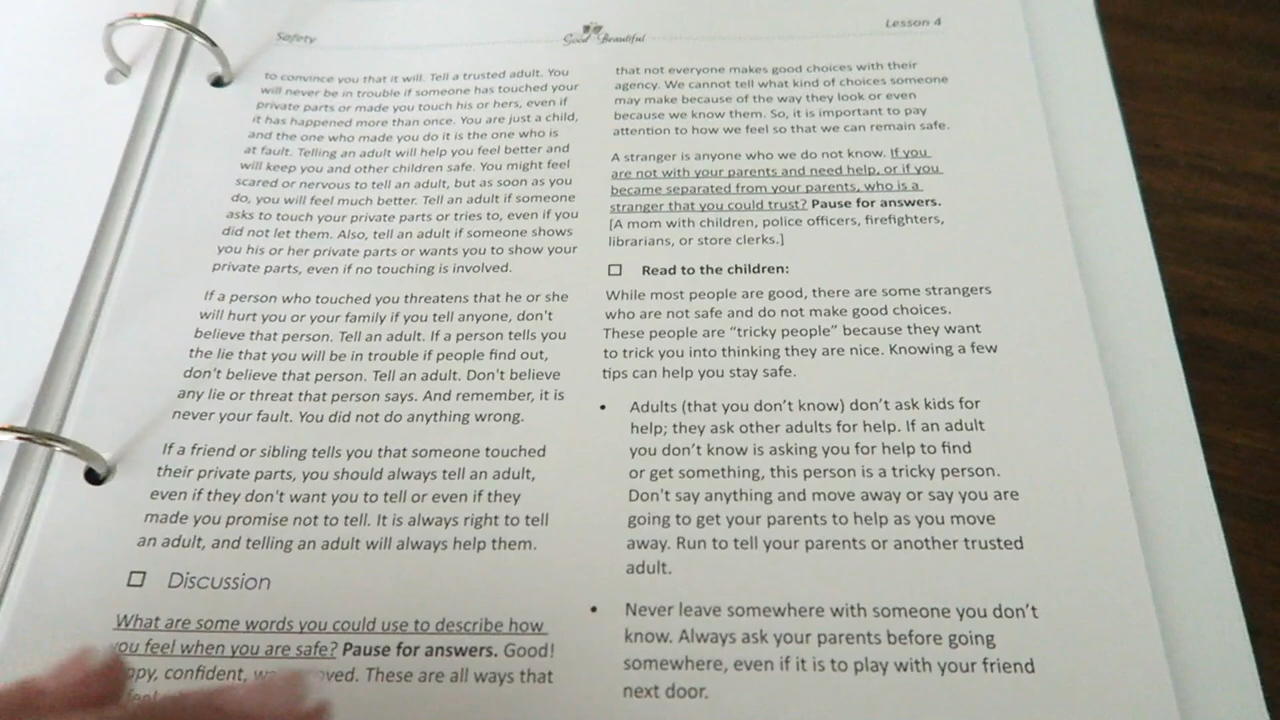 Safety
Good & Beautiful
Lesson 4
to convince you that it will. Tell a trusted adult. You
will never be in trouble if someone has touched your
private parts or made you touch his or hers, even if
it has happened more than once. You are just a child,
and the one who made you do it is the one who is
at fault. Telling an adult will help you feel better and
will keep you and other children safe. You might feel
scared or nervous to tell an adult, but as soon as you
do, you will feel much better. Tell an adult if someone
asks to touch your private parts or tries to, even if you
did not let them. Also, tell an adult if someone shows
you his or her private parts or wants you to show your
private parts, even if no touching is involved.
If a person who touched you threatens that he or she
will hurt you or your family if you tell anyone, don't
believe that person. Tell an adult. If a person tells you
the lie that you will be in trouble if people find out,
don't believe that person. Tell an adult. Don't believe
any lie or threat that person says. And remember, it is
never your fault. You did not do anything wrong.
If a friend or sibling tells you that someone touched
their private parts, you should always tell an adult,
even if they don't want you to tell or even if they
made you promise not to tell. It is always right to tell
an adult, and telling an adult will always help them.
Discussion
What are some words you could use to describe how
you feel when you are safe? Pause for answers. Good!
confident, These are all ways that
that not everyone makes good choices with their
agency. We cannot tell what kind of choices someone
may make because of the way they look or even
because we know them. So, it is important to pay
attention to how we feel so that we can remain safe.
A stranger is anyone who we do not know. If you
are not with your parents and need help, or if you
became separated from your parents, who is a
stranger that you could trust? Pause for answers.
[A mom with children, police officers, firefighters,
librarians, or store clerks.]
Read to the children:
While most people are good, there are some strangers
who are not safe and do not make good choices.
These people are “tricky people” because they want
to trick you into thinking they are nice. Knowing a few
tips can help you stay safe.
• Adults (that you don’t know) don’t ask kids for
help; they ask other adults for help. If an adult
you don’t know is asking you for help to find
or get something, this person is a tricky person.
Don't say anything and move away or say you are
going to get your parents to help as you move
away. Run to tell your parents or another trusted
adult.
• Never leave somewhere with someone you don’t
know. Always ask your parents before going
somewhere, even if it is to play with your friend
next door.